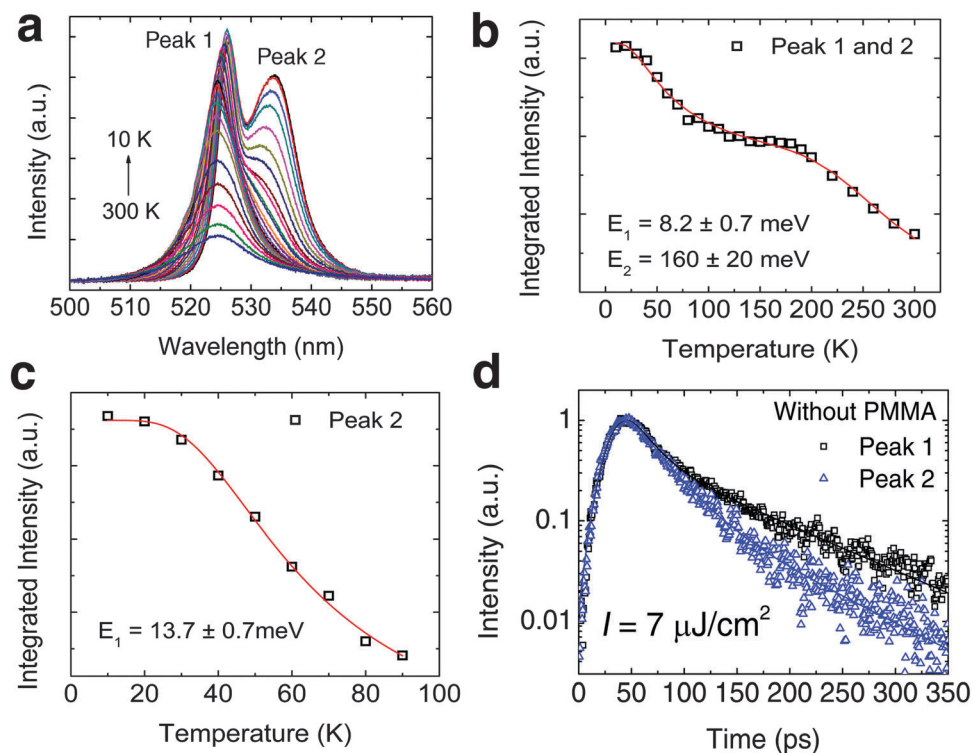 a
Peak 1
Peak 2
10 K
300 K
Intensity (a.u.)
500 510 520 530 540 550 560
Wavelength (nm)
b
Peak 1 and 2
E1 = 8.2 ± 0.7 meV
E2 = 160 ± 20 meV
Integrated Intensity (a.u.)
0 50 100 150 200 250 300
Temperature (K)
c
Peak 2
E1 = 13.7 ± 0.7meV
Integrated Intensity (a.u.)
0 20 40 60 80 100
Temperature (K)
d
Without PMMA
Peak 1
Peak 2
I = 7 μJ/cm²
Intensity (a.u.)
1
0.1
0.01
0 50 100 150 200 250 300 350
Time (ps)